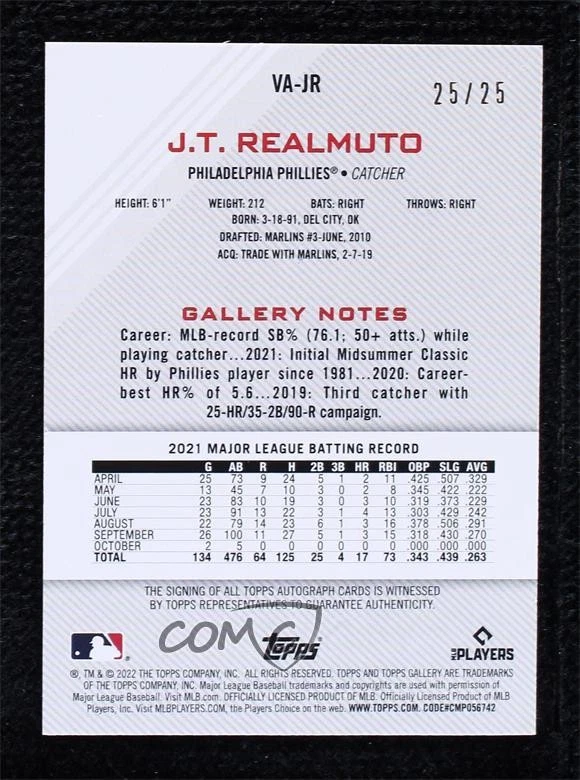 VA-JR
25/25
J.T. REALMUTO
PHILADELPHIA PHILLIES® • CATCHER
HEIGHT: 6'1" WEIGHT: 212 BATS: RIGHT THROWS: RIGHT
BORN: 3-18-91, DEL CITY, OK
DRAFTED: MARLINS #3-JUNE, 2010
ACQ: TRADE WITH MARLINS, 2-7-19
GALLERY NOTES
Career: MLB-record SB% (76.1; 50+ atts.) while
playing catcher...2021: Initial Midsummer Classic
HR by Phillies player since 1981...2020: Career-
best HR% of 5.6...2019: Third catcher with
25-HR/35-2B/90-R campaign.
2021 MAJOR LEAGUE BATTING RECORD
G AB R H 2B 3B HR RBI OBP SLG AVG
APRIL 25 73 9 24 5 1 2 11 .425 .507 .329
MAY 13 45 7 10 3 0 2 8 .345 .422 .222
JUNE 23 83 10 19 3 0 3 10 .319 .373 .229
JULY 23 91 13 22 3 1 4 13 .303 .429 .242
AUGUST 22 79 14 23 6 1 3 16 .378 .506 .291
SEPTEMBER 26 100 11 27 5 1 3 15 .318 .430 .270
OCTOBER 2 5 0 0 0 0 0 0 .000 .000 .000
TOTAL 134 476 64 125 25 4 17 73 .343 .439 .263
THE SIGNING OF ALL TOPPS AUTOGRAPH CARDS IS WITNESSED
BY TOPPS REPRESENTATIVES TO GUARANTEE AUTHENTICITY.
COMC
Topps
MLB PLAYERS
®, TM & © 2022 THE TOPPS COMPANY, INC. ALL RIGHTS RESERVED. TOPPS AND TOPPS GALLERY ARE TRADEMARKS
OF THE TOPPS COMPANY, INC. Major League Baseball trademarks and copyrights are used with permission of
Major League Baseball. Visit MLB.com. OFFICIALLY LICENSED PRODUCT OF MLB. Officially Licensed Product of MLB
Players, Inc. Visit MLBPLAYERS.COM, the Players Choice on the web. WWW.TOPPS.COM. CODE#CMP056742